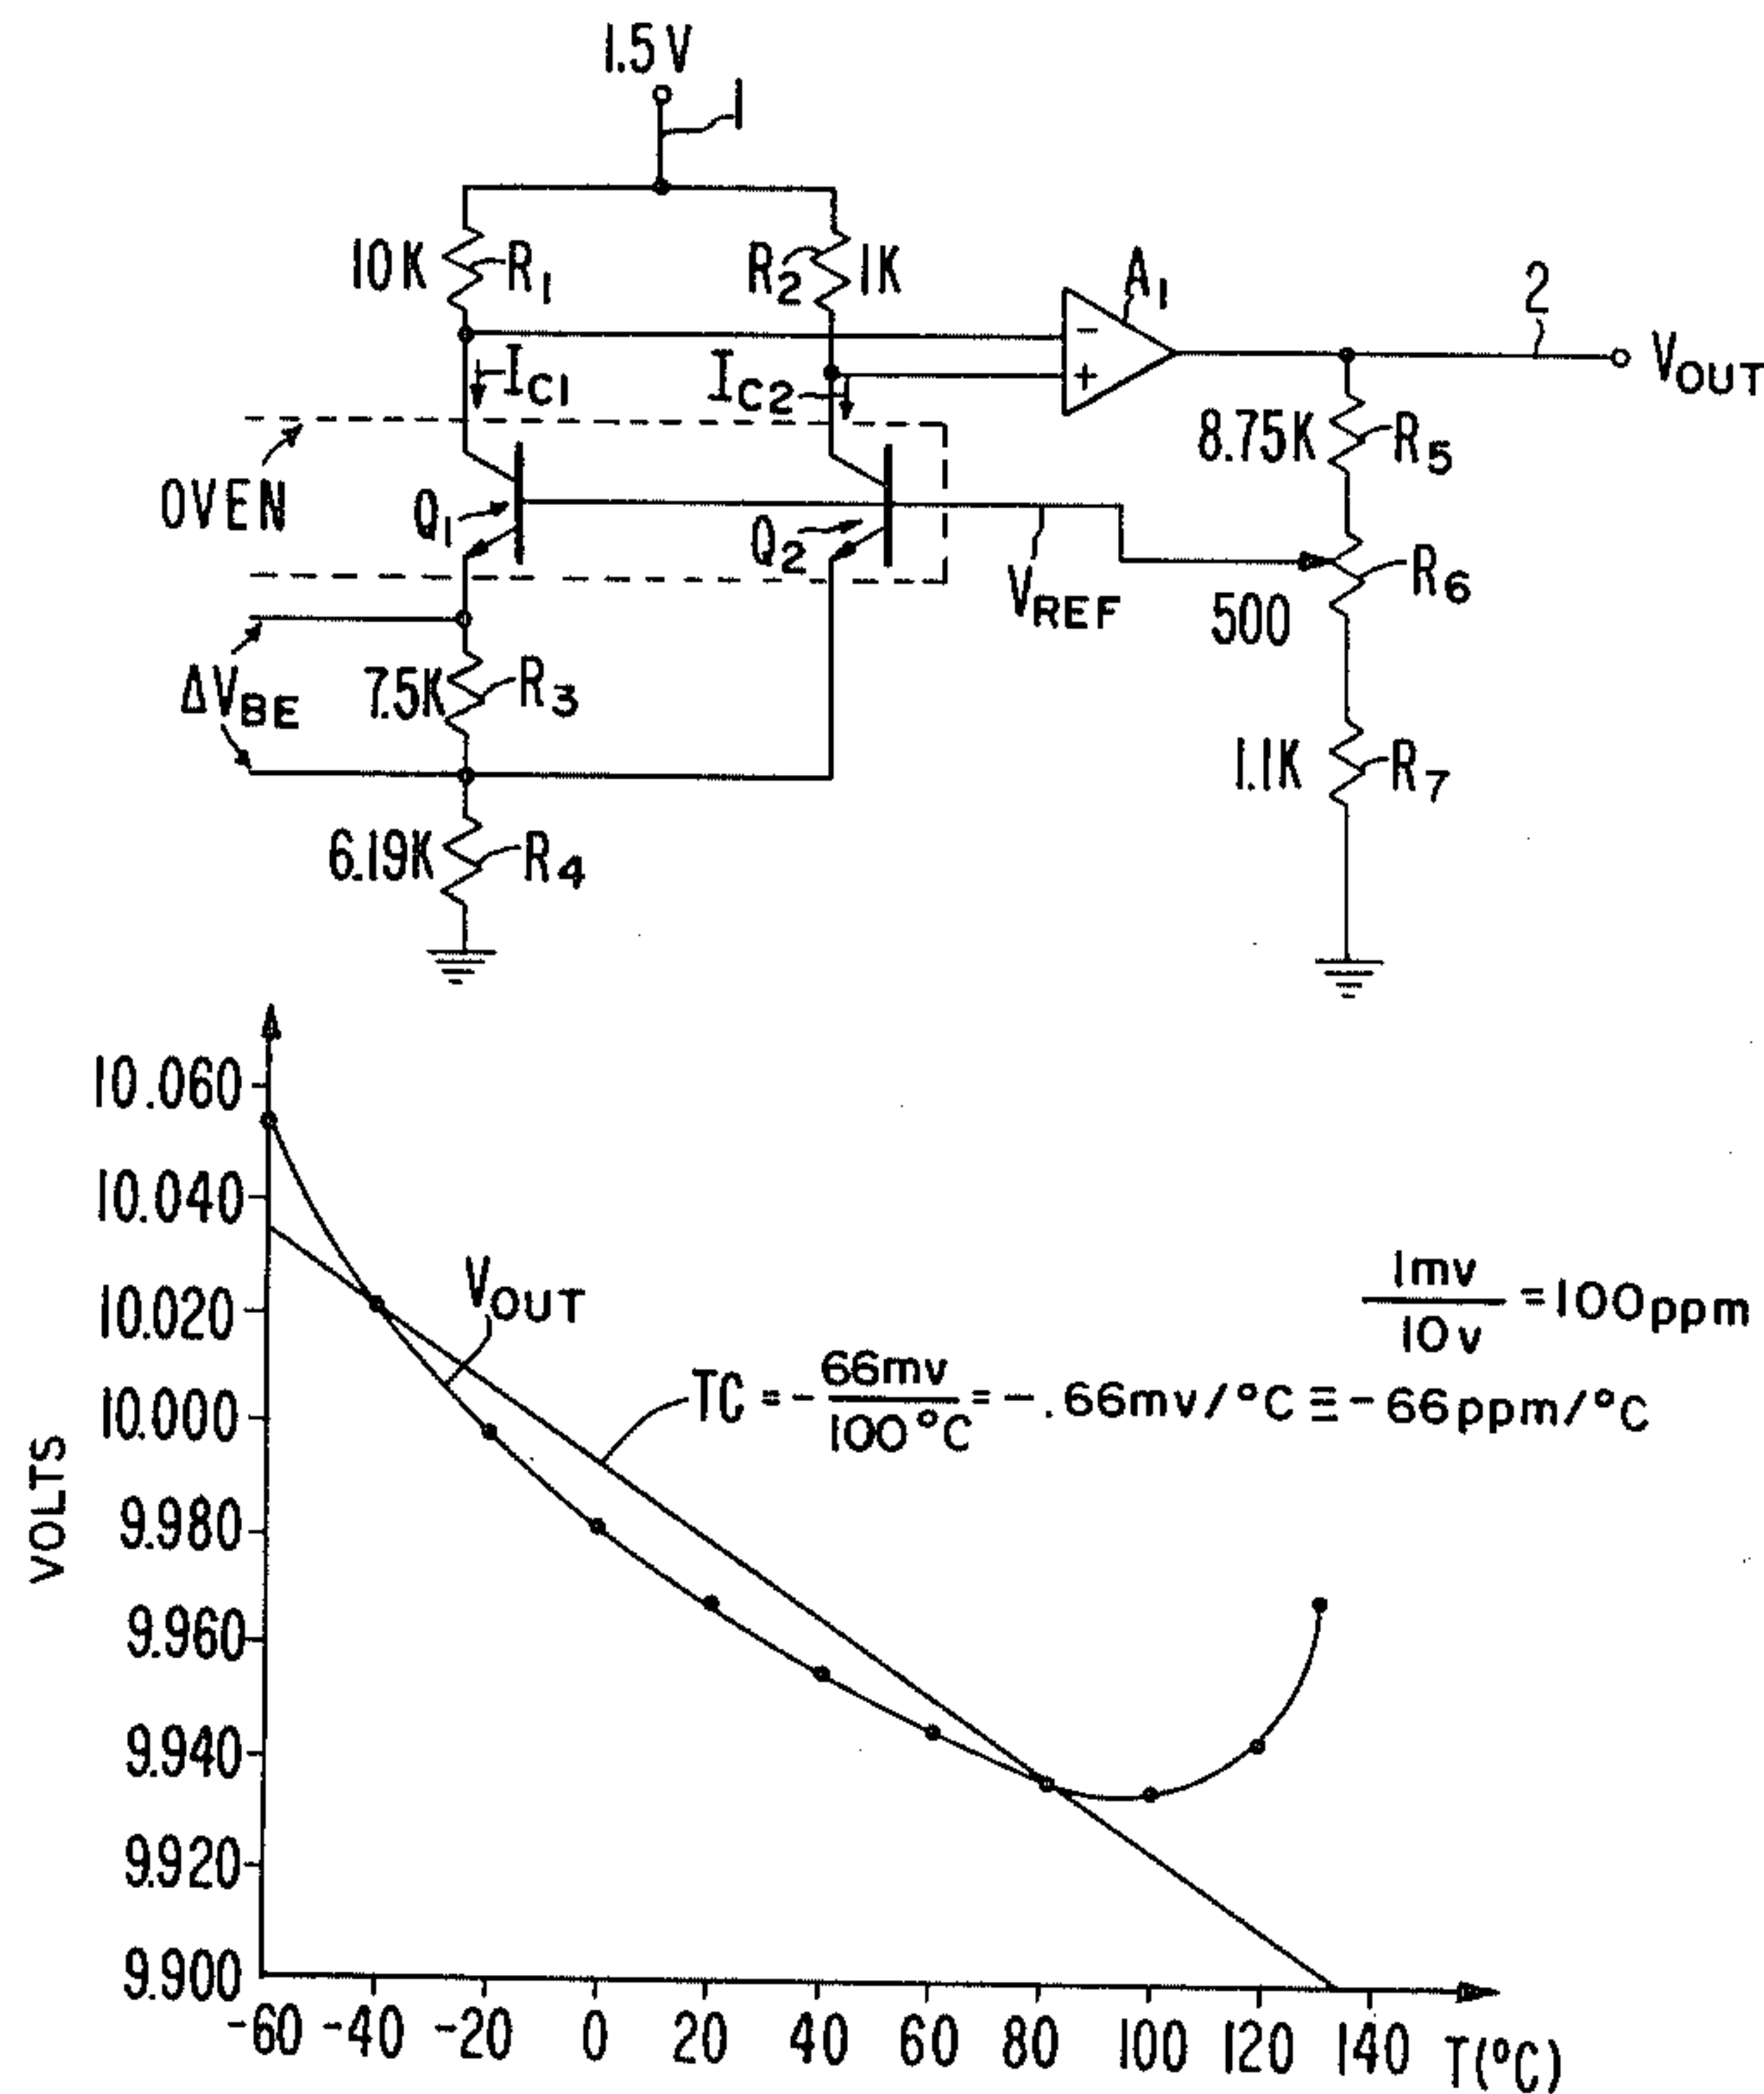 1.5V
1
10K R1
R2 1K
A1
2
VOUT
IC1
IC2
- 
+
8.75K R5
OVEN
Q1
Q2
VREF
R6
500
ΔVBE
7.5K R3
1.1K R7
6.19K R4
10.060
10.040
10.020
10.000
9.980
9.960
9.940
9.920
9.900
VOLTS
VOUT
1mv/10v =100ppm
TC = - 66mv/100°C = -.66mv/°C ≡ -66ppm/°C
-60 -40 -20 0 20 40 60 80 100 120 140 T(°C)